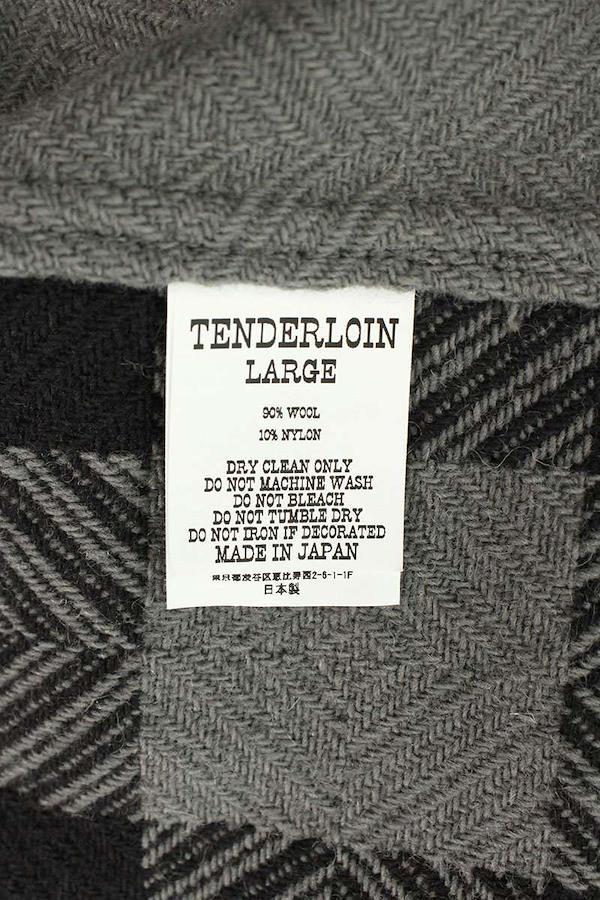 TENDERLOIN
LARGE
90% WOOL
10% NYLON
DRY CLEAN ONLY
DO NOT MACHINE WASH
DO NOT BLEACH
DO NOT TUMBLE DRY
DO NOT IRON IF DECORATED
MADE IN JAPAN
東京都渋谷区恵比寿西2-6-1-1F
日本製